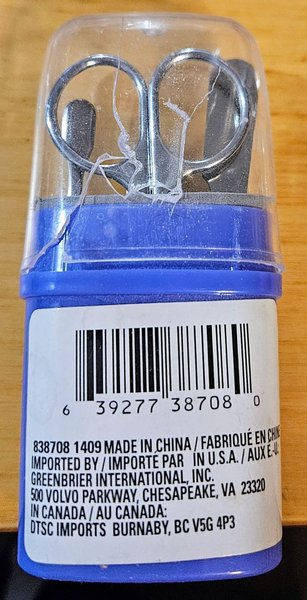 6 39277 38708 0
838708 1409 MADE IN CHINA / FABRIQUÉ EN CHINE
IMPORTED BY / IMPORTE PAR IN U.S.A. / AUX E.-U.
GREENBRIER INTERNATIONAL, INC.
500 VOLVO PARKWAY, CHESAPEAKE, VA 23320
IN CANADA / AU CANADA:
DTSC IMPORTS BURNABY, BC V5G 4P3